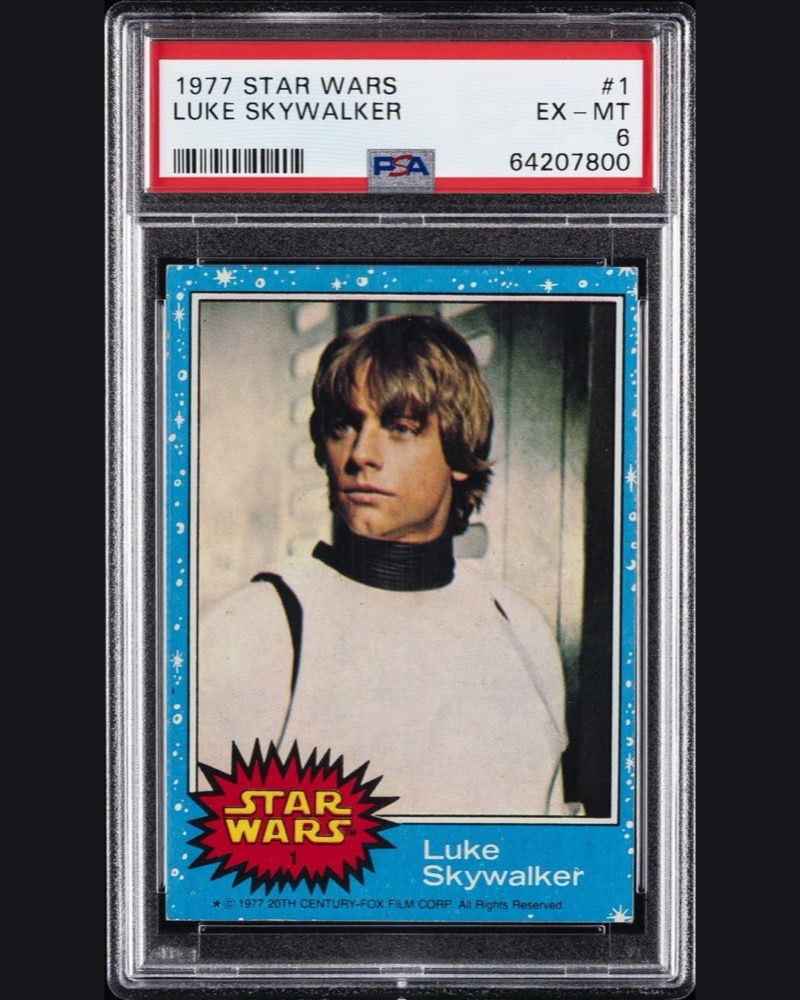 1977 STAR WARS #1
LUKE SKYWALKER EX - MT
6
PSA 64207800
STAR
WARS™
1
Luke
Skywalker
★ © 1977 20TH CENTURY-FOX FILM CORP. All Rights Reserved.